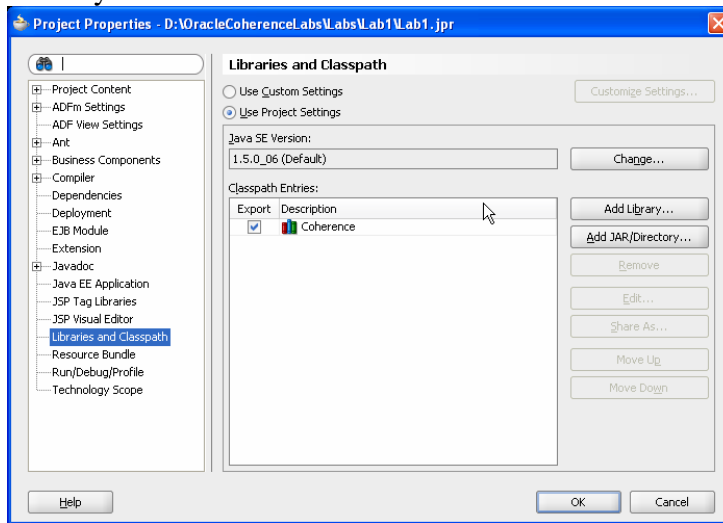 Project Properties - D:\OracleCoherenceLabs\Labs\Lab1\Lab1.jpr
Project Content
ADFm Settings
ADF View Settings
Ant
Business Components
Compiler
Dependencies
Deployment
EJB Module
Extension
Javadoc
Java EE Application
JSP Tag Libraries
JSP Visual Editor
Libraries and Classpath
Resource Bundle
Run/Debug/Profile
Technology Scope
Libraries and Classpath
Use Custom Settings
Customize Settings...
Use Project Settings
Java SE Version:
1.5.0_06 (Default)
Change...
Classpath Entries:
Export Description
Coherence
Add Library...
Add JAR/Directory...
Remove
Edit...
Share As...
Move Up
Move Down
Help
OK
Cancel